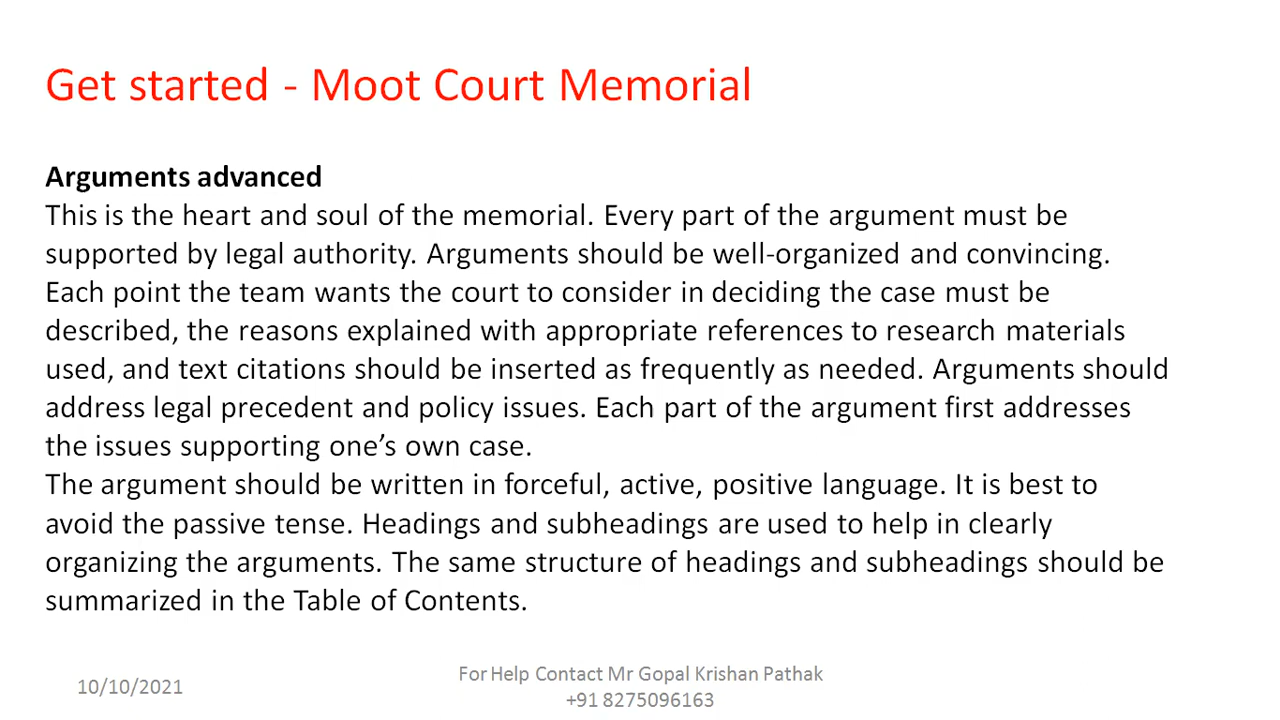 Get started - Moot Court Memorial
Arguments advanced
This is the heart and soul of the memorial. Every part of the argument must be
supported by legal authority. Arguments should be well-organized and convincing.
Each point the team wants the court to consider in deciding the case must be
described, the reasons explained with appropriate references to research materials
used, and text citations should be inserted as frequently as needed. Arguments should
address legal precedent and policy issues. Each part of the argument first addresses
the issues supporting one’s own case.
The argument should be written in forceful, active, positive language. It is best to
avoid the passive tense. Headings and subheadings are used to help in clearly
organizing the arguments. The same structure of headings and subheadings should be
summarized in the Table of Contents.
10/10/2021
For Help Contact Mr Gopal Krishan Pathak
+91 8275096163